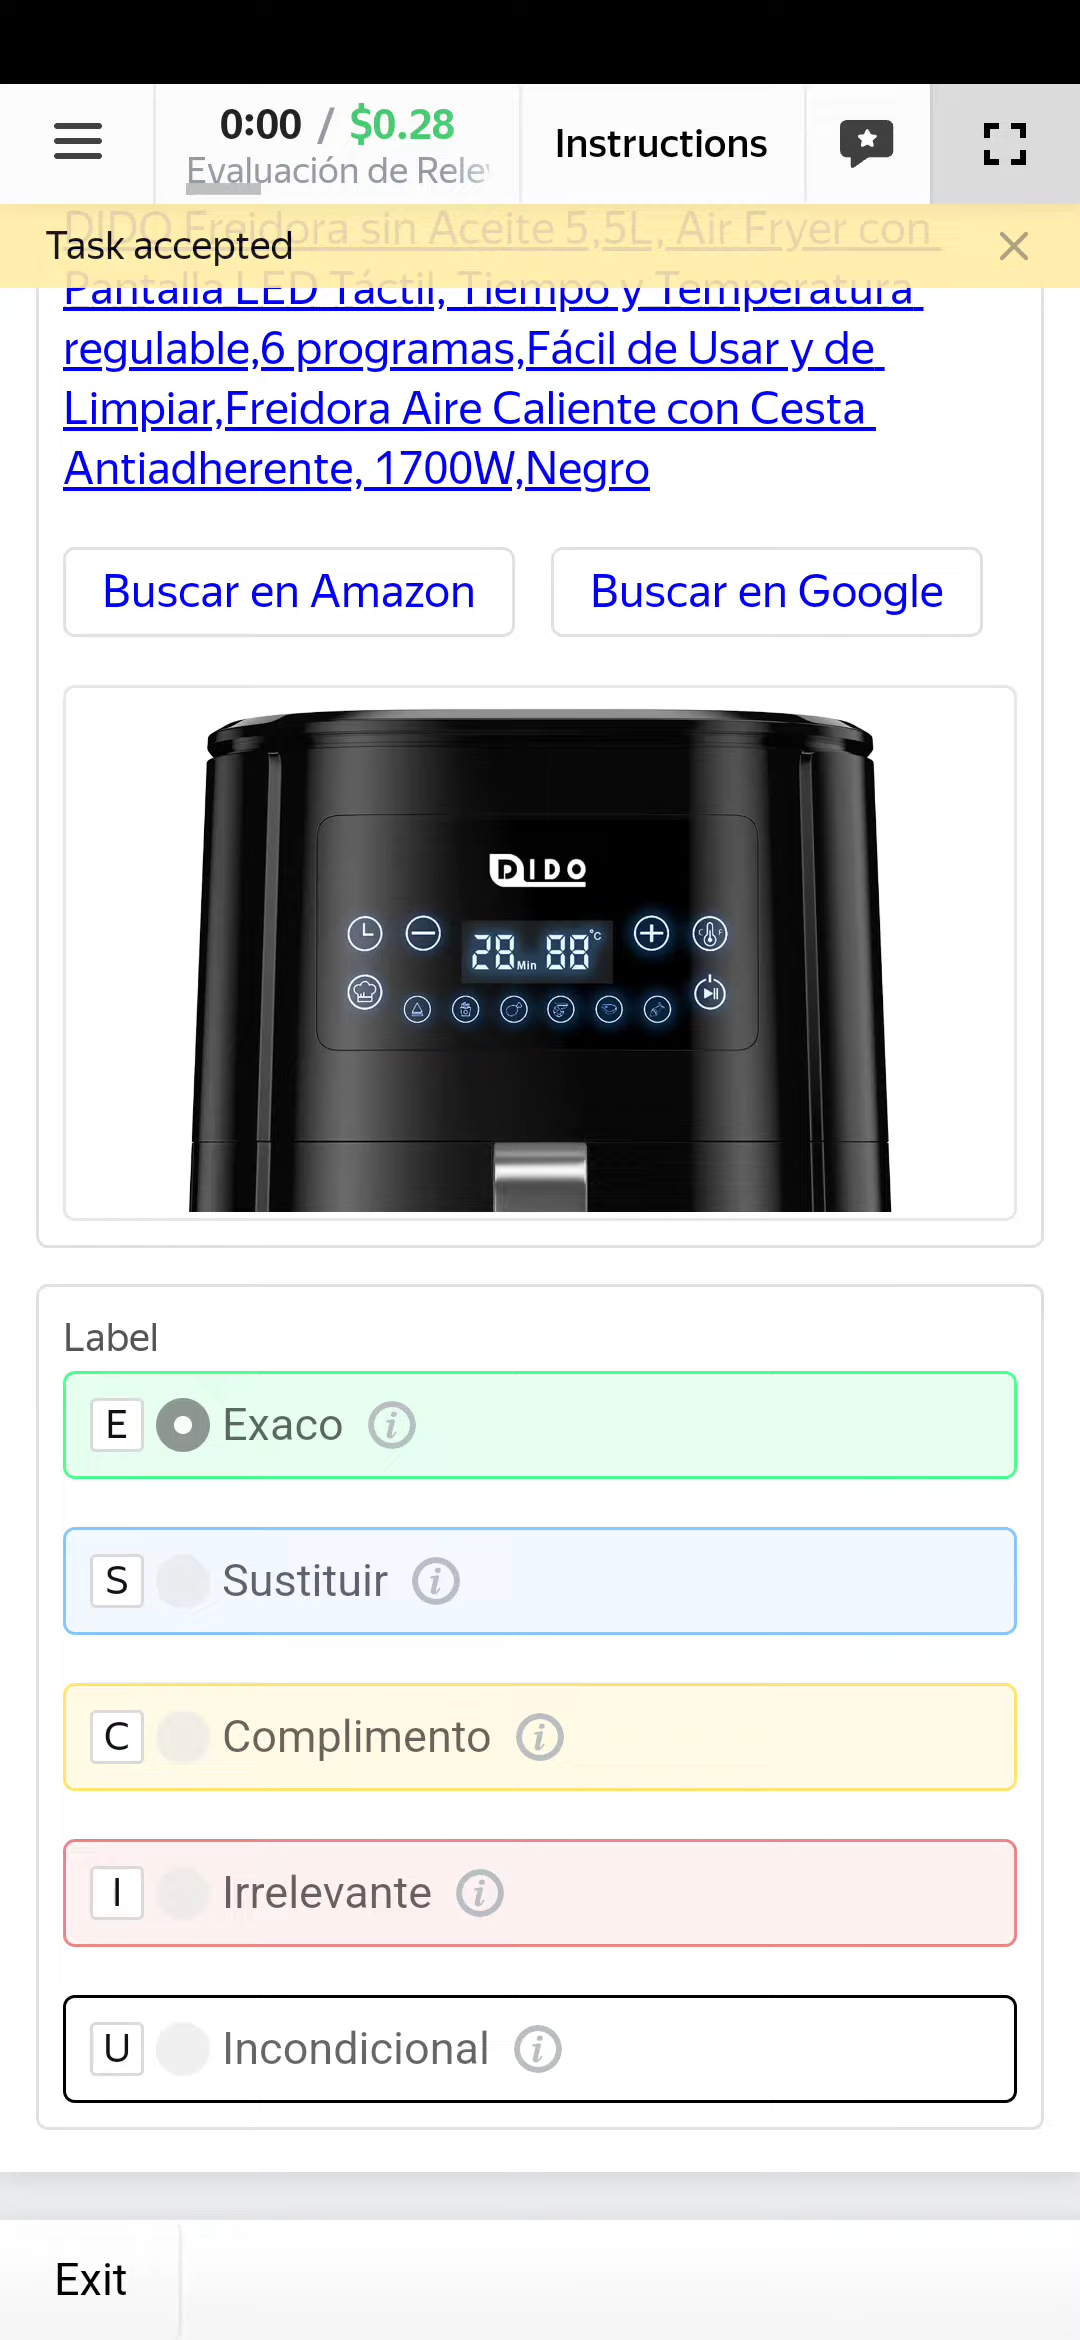 0:00 / $0.28
Instructions
Evaluación de Rele
Task accepted
DIDO Freidora sin Aceite 5,5L, Air Fryer con
Pantalla LED Táctil, Tiempo y Temperatura
regulable,6 programas,Fácil de Usar y de
Limpiar,Freidora Aire Caliente con Cesta
Antiadherente, 1700W,Negro
Buscar en Amazon
Buscar en Google
DIDO
28 Min 88 °C
Label
E Exaco i
S Sustituir i
C Complimento i
I Irrelevante i
U Incondicional i
Exit